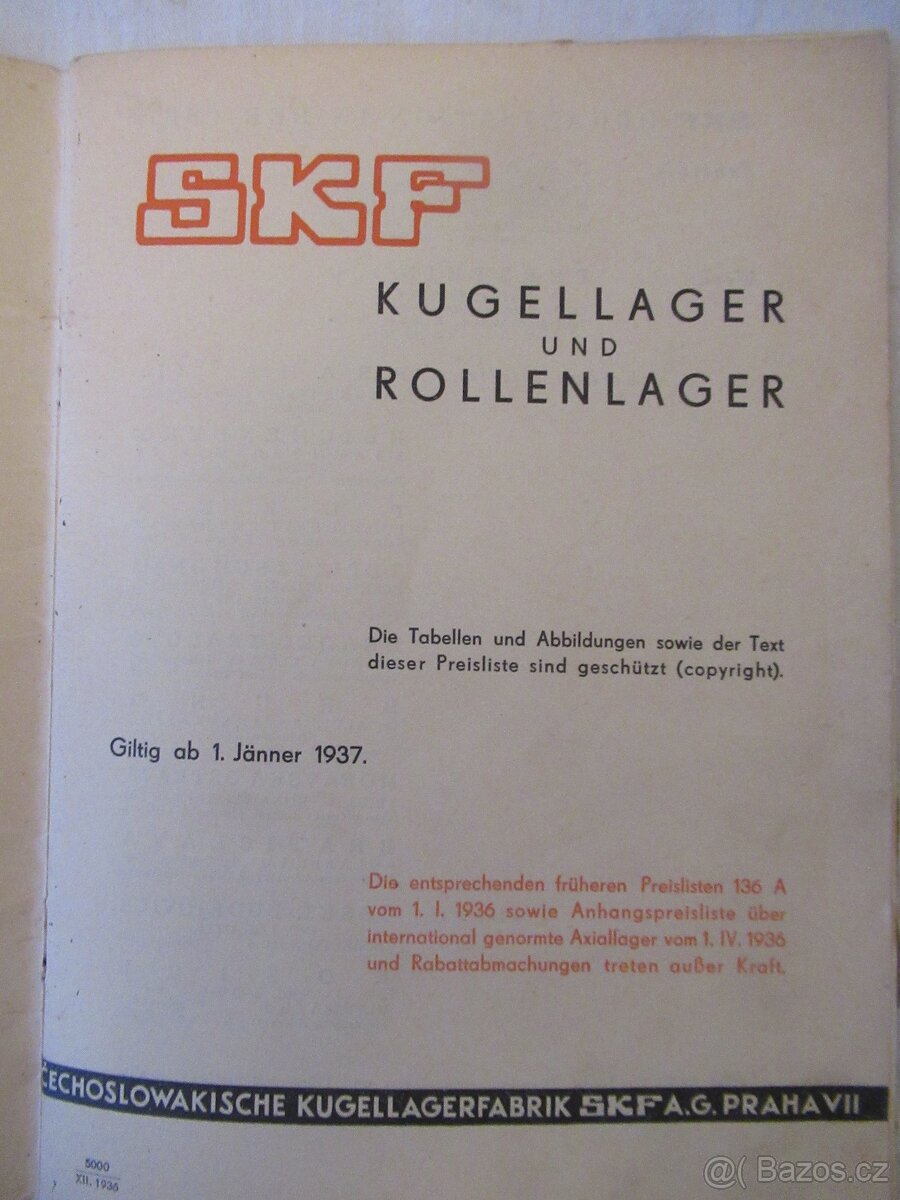 SKF
KUGELLAGER
UND
ROLLENLAGER
Die Tabellen und Abbildungen sowie der Text
dieser Preisliste sind geschützt (copyright).
Giltig ab 1. Jänner 1937.
Die entsprechenden früheren Preislisten 136 A
vom 1. I. 1936 sowie Anhangspreisliste über
international genormte Axiallager vom 1. IV. 1936
und Rabattabmachungen treten außer Kraft.
ČECHOSLOWAKISCHE KUGELLAGERFABRIK SKF A.G. PRAHA VII
5000
XII. 1936
@( Bazos.cz